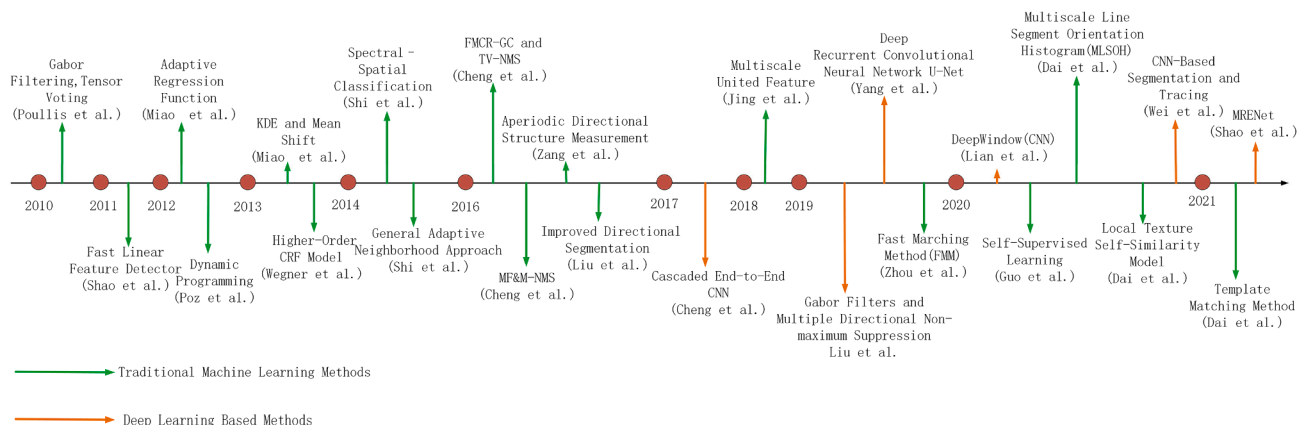 Gabor
Filtering,Tensor
Voting
(Poullis et al.)
Adaptive
Regression
Function
(Miao et al.)
KDE and Mean
Shift
(Miao et al.)
Spectral -
Spatial
Classification
(Shi et al.)
FMCR-GC and
TV-NMS
(Cheng et al.)
Aperiodic Directional
Structure Measurement
(Zang et al.)
Multiscale
United Feature
(Jing et al.)
Deep
Recurrent Convolutional
Neural Network U-Net
(Yang et al.)
DeepWindow(CNN)
(Lian et al.)
Multiscale Line
Segment Orientation
Histogram(MLSOH)
(Dai et al.)
CNN-Based
Segmentation and
Tracing
(Wei et al.)
MRENet
(Shao et al.)
2010
2011
2012
2013
2014
2016
2017
2018
2019
2020
2021
Fast Linear
Feature Detector
(Shao et al.)
Dynamic
Programming
(Poz et al.)
Higher-Order
CRF Model
(Wegner et al.)
General Adaptive
Neighborhood Approach
(Shi et al.)
MF&M-NMS
(Cheng et al.)
Improved Directional
Segmentation
(Liu et al.)
Cascaded End-to-End
CNN
(Cheng et al.)
Gabor Filters and
Multiple Directional Non-
maximum Suppression
Liu et al.
Fast Marching
Method(FMM)
(Zhou et al.)
Self-Supervised
Learning
(Guo et al.)
Local Texture
Self-Similarity
Model
(Dai et al.)
Template
Matching Method
(Dai et al.)
Traditional Machine Learning Methods
Deep Learning Based Methods